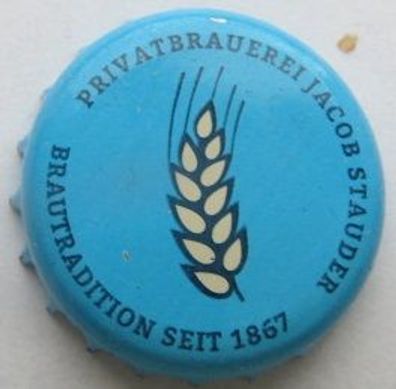 PRIVATBRAUEREI JACOB STAUDER
BRAUTRADITION SEIT 1867